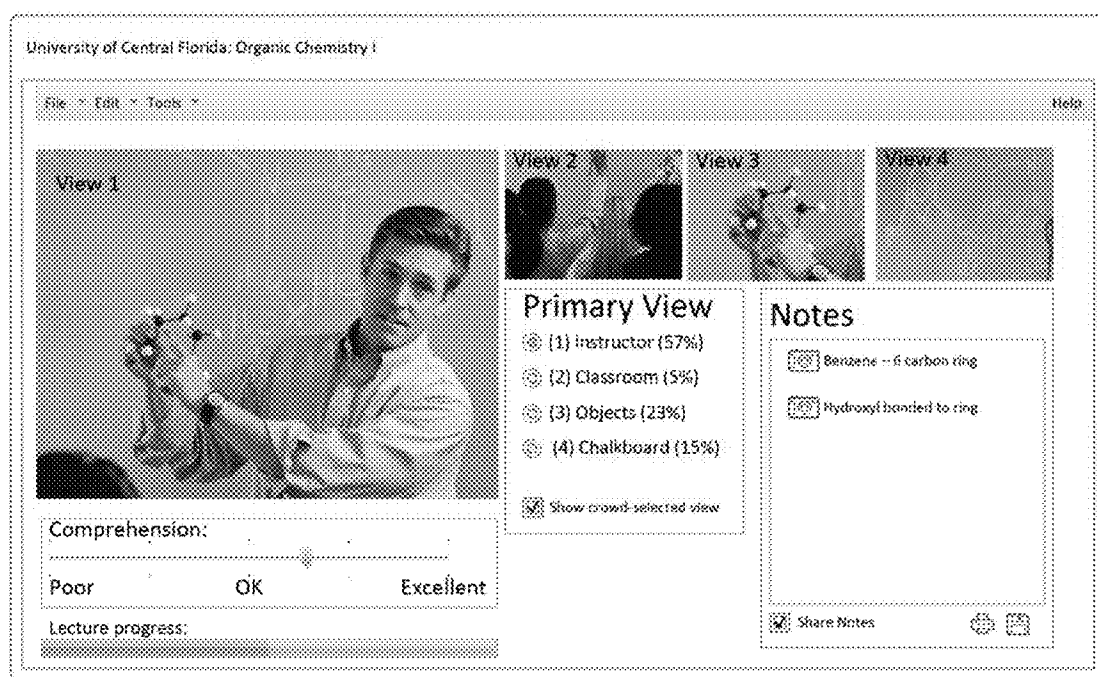 University of Central Florida: Organic Chemistry I
File Edit Tools Help
View 1
View 2
View 3
View 4
Primary View
(1) Instructor (57%)
(2) Classroom (5%)
(3) Objects (23%)
(4) Chalkboard (15%)
Show crowd-selected view
Notes
Benzene – 6 carbon ring
Hydroxyl bonded to ring
Share Notes
Comprehension:
Poor OK Excellent
Lecture progress: